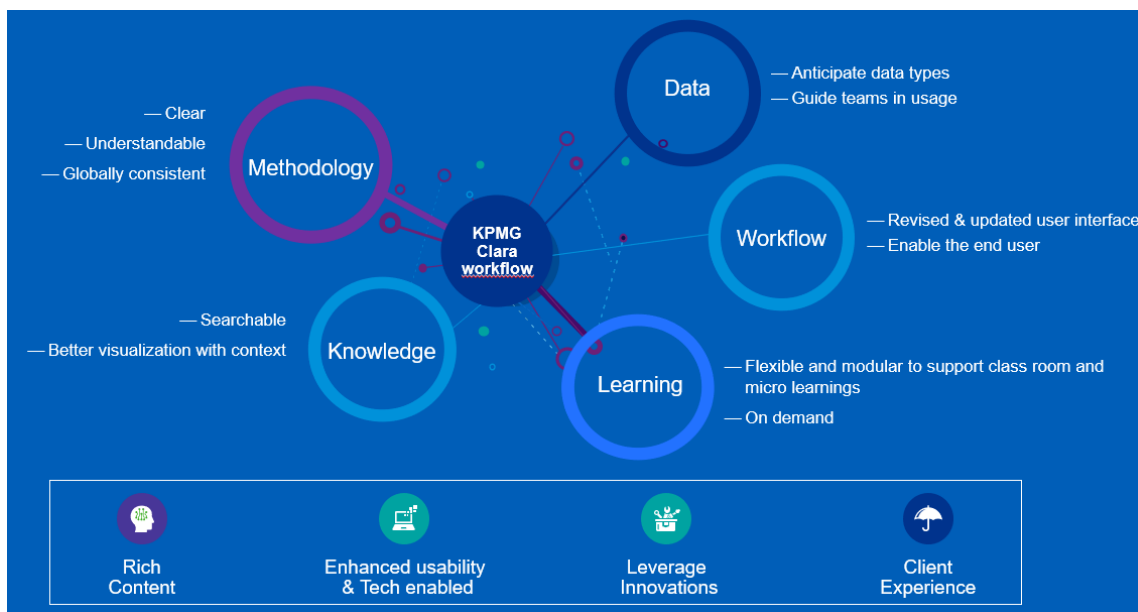 Data
— Anticipate data types
— Guide teams in usage
— Clear
— Understandable
— Globally consistent
Methodology
KPMG
Clara
workflow
Workflow
— Revised & updated user interface
— Enable the end user
— Searchable
— Better visualization with context
Knowledge
Learning
— Flexible and modular to support class room and
micro learnings
— On demand
Rich
Content
Enhanced usability
& Tech enabled
Leverage
Innovations
Client
Experience